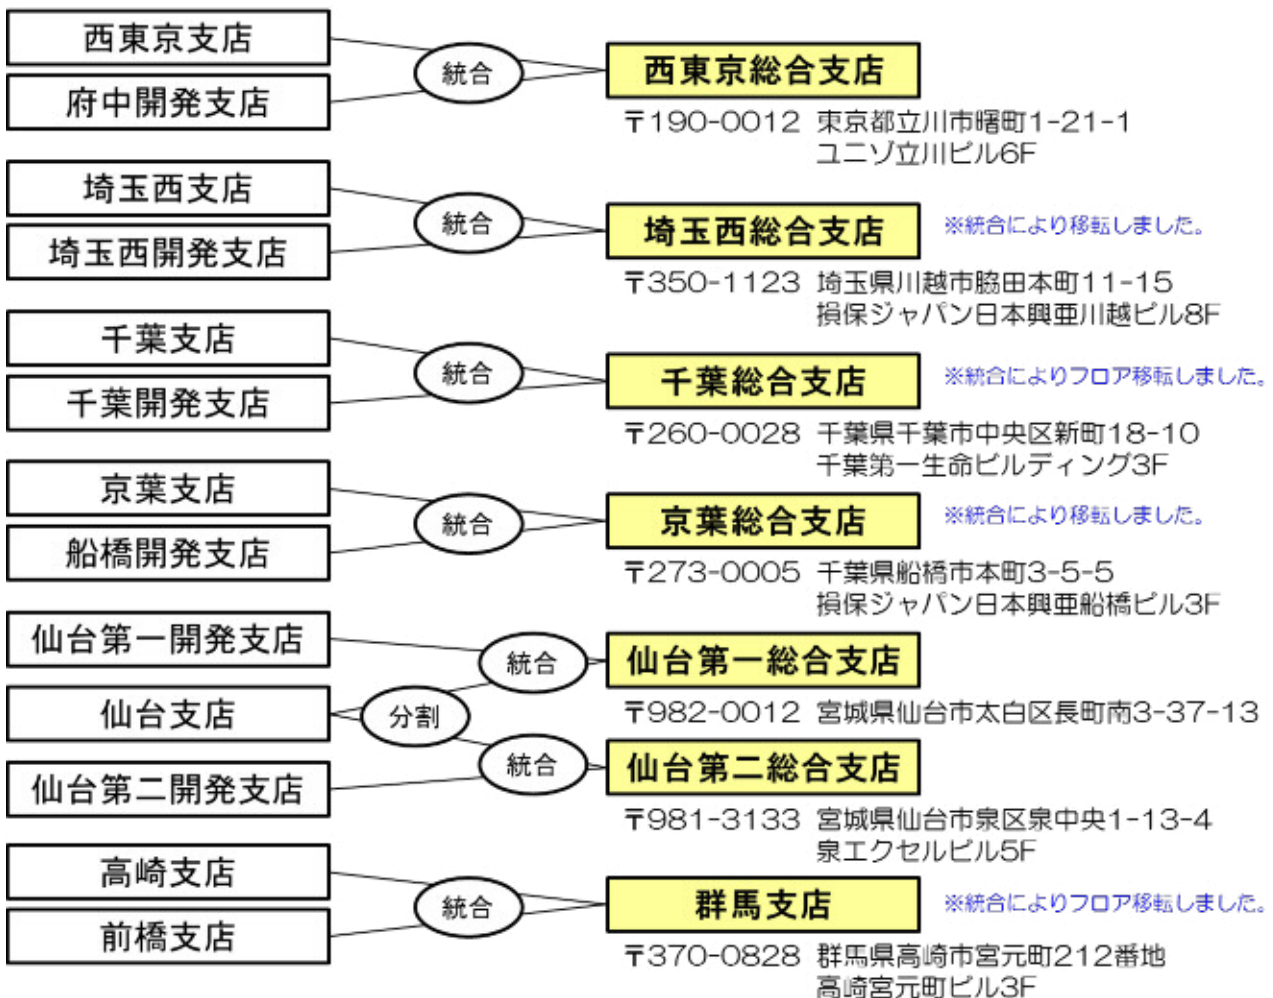 西東京支店
府中開発支店
統合
西東京総合支店
〒190-0012 東京都立川市曙町1-21-1
ユニゾ立川ビル6F
埼玉西支店
埼玉西開発支店
統合
埼玉西総合支店
※統合により移転しました。
〒350-1123 埼玉県川越市脇田本町11-15
損保ジャパン日本興亜川越ビル8F
千葉支店
千葉開発支店
統合
千葉総合支店
※統合によりフロア移転しました。
〒260-0028 千葉県千葉市中央区新町18-10
千葉第一生命ビルディング3F
京葉支店
船橋開発支店
統合
京葉総合支店
※統合により移転しました。
〒273-0005 千葉県船橋市本町3-5-5
損保ジャパン日本興亜船橋ビル3F
仙台第一開発支店
仙台支店
仙台第二開発支店
分割
統合
統合
仙台第一総合支店
〒982-0012 宮城県仙台市太白区長町南3-37-13
仙台第二総合支店
〒981-3133 宮城県仙台市泉区泉中央1-13-4
泉エクセルビル5F
高崎支店
前橋支店
統合
群馬支店
※統合によりフロア移転しました。
〒370-0828 群馬県高崎市宮元町212番地
高崎宮元町ビル3F